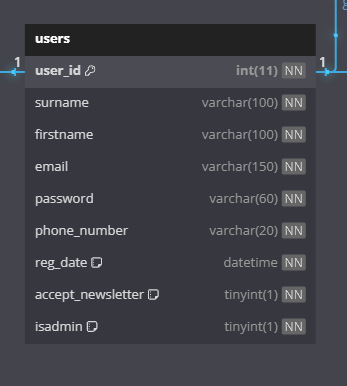 users
1 user_id int(11) NN 1
surname varchar(100) NN
firstname varchar(100) NN
email varchar(150) NN
password varchar(60) NN
phone_number varchar(20) NN
reg_date datetime NN
accept_newsletter tinyint(1) NN
isadmin tinyint(1) NN